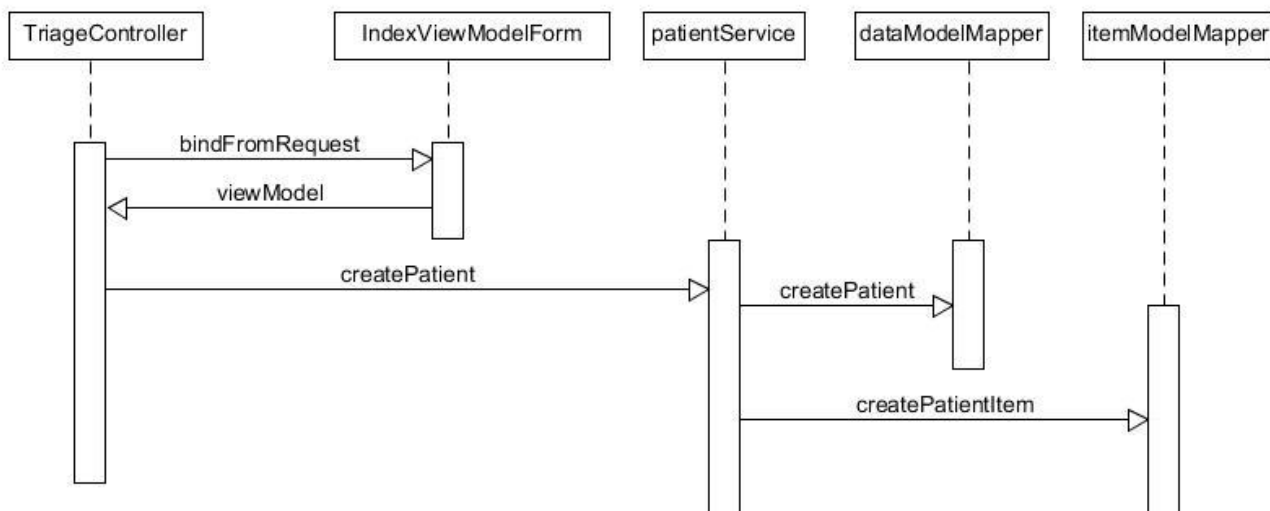 TriageController
IndexViewModelForm
patientService
dataModelMapper
itemModelMapper
bindFromRequest
viewModel
createPatient
createPatient
createPatientItem